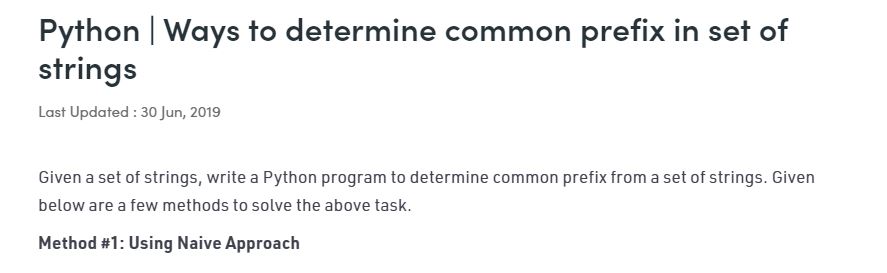 Python | Ways to determine common prefix in set of
strings
Last Updated : 30 Jun, 2019
Given a set of strings, write a Python program to determine common prefix from a set of strings. Given
below are a few methods to solve the above task.
Method #1: Using Naive Approach